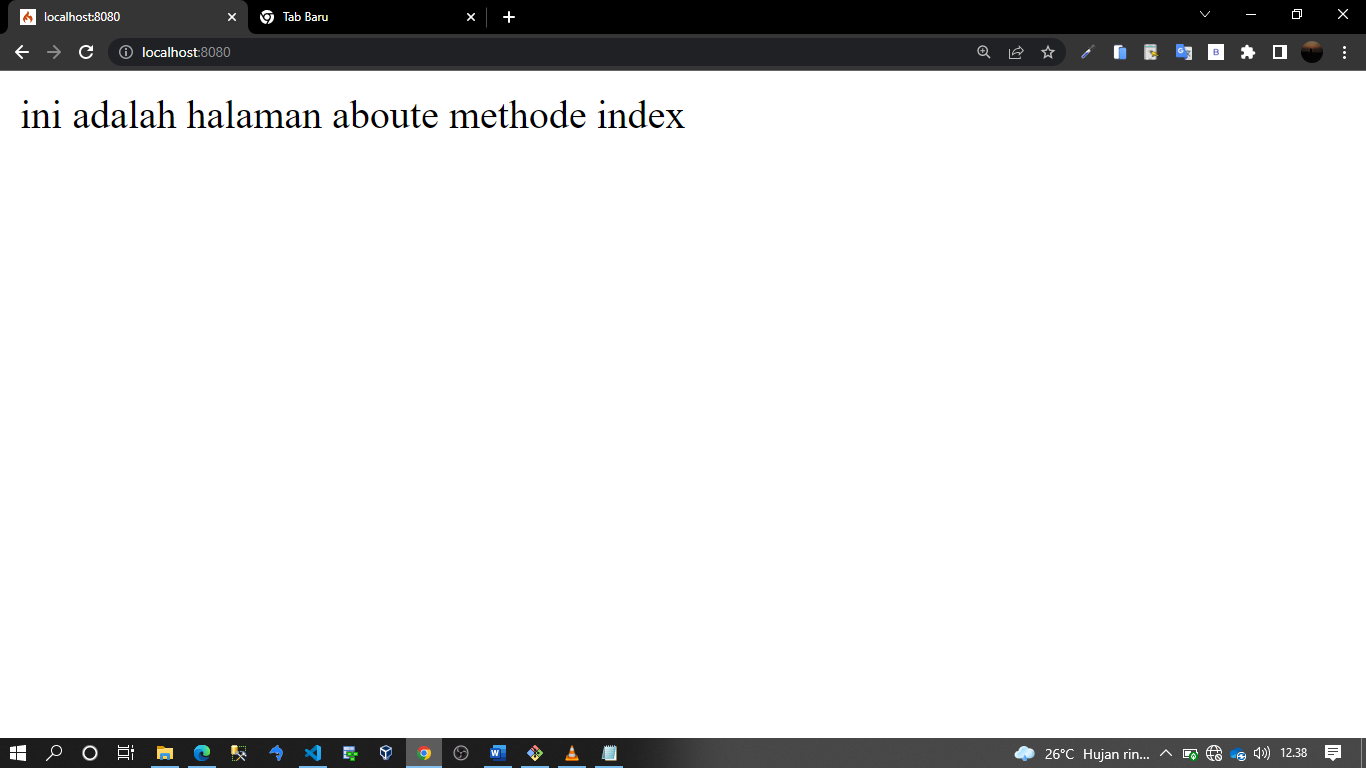 localhost:8080
Tab Baru
localhost:8080
ini adalah halaman aboute methode index
26°C Hujan rin... 12.38